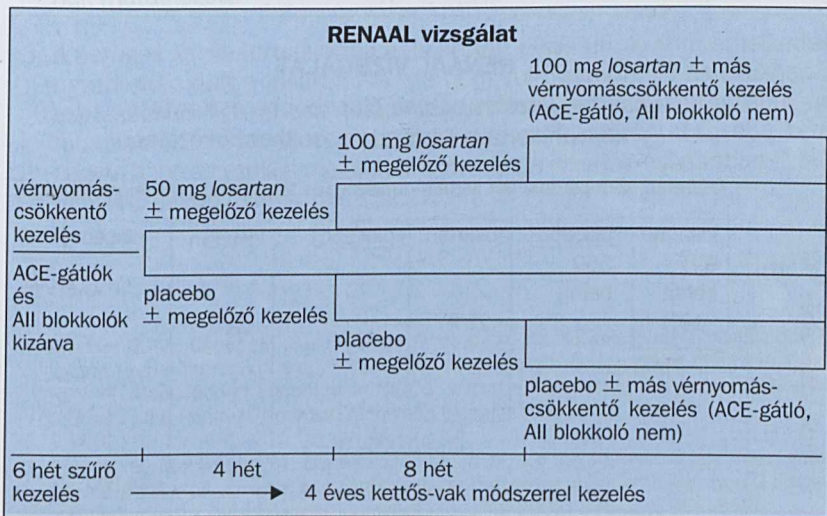 RENAAL vizsgálat
100 mg losartan ± más
vérnyomáscsökkentő kezelés
(ACE-gátló, AII blokkoló nem)
100 mg losartan
± megelőző kezelés
vérnyomás-
csökkentő
kezelés
50 mg losartan
± megelőző kezelés
ACE-gátlók
és
AII blokkolók
kizárva
placebo
± megelőző kezelés
placebo
± megelőző kezelés
placebo ± más vérnyomás-
csökkentő kezelés (ACE-gátló,
AII blokkoló nem)
6 hét szűrő
kezelés
4 hét
8 hét
4 éves kettős-vak módszerrel kezelés